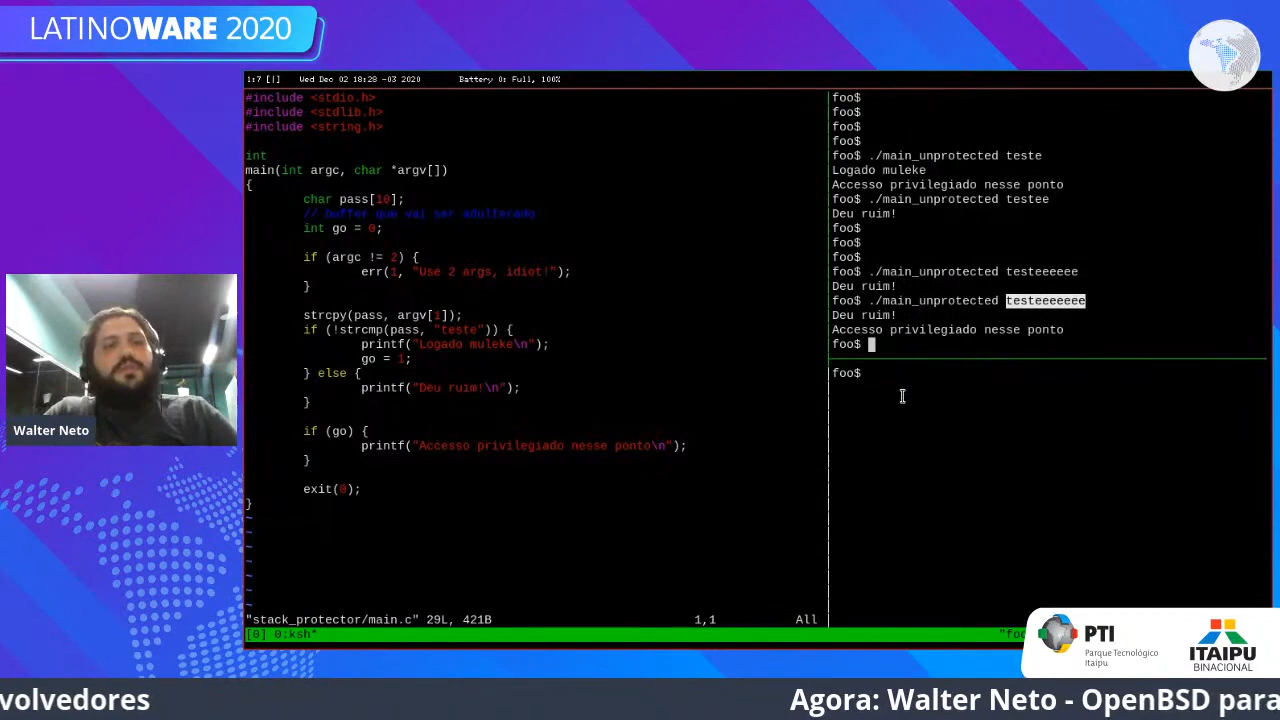 LATINOWARE 2020
1:7 [|] Wed Dec 02 18:28 -03 2020 Battery 0: Full, 100%
#include <stdio.h>
#include <stdlib.h>
#include <string.h>
int
main(int argc, char *argv[])
{
char pass[10];
// buffer que vai ser adulterado
int go = 0;
if (argc != 2) {
err(1, "Use 2 args, idiot!");
}
strcpy(pass, argv[1]);
if (!strcmp(pass, "teste")) {
printf("Logado muleke\n");
go = 1;
} else {
printf("Deu ruim!\n");
}
if (go) {
printf("Accesso privilegiado nesse ponto\n");
}
exit(0);
}
~
~
~
~
~
~
~
"stack_protector/main.c" 29L, 421B 1,1 All
foo$
foo$
foo$
foo$
foo$ ./main_unprotected teste
Logado muleke
Accesso privilegiado nesse ponto
foo$ ./main_unprotected testee
Deu ruim!
foo$
foo$
foo$
foo$ ./main_unprotected testeeeeee
Deu ruim!
foo$ ./main_unprotected testeeeeeee
Deu ruim!
Accesso privilegiado nesse ponto
foo$
foo$
[0] 0:ksh* "foo
Walter Neto
PTI
Parque Tecnológico
Itaipu
ITAIPU
BINACIONAL
volvedores Agora: Walter Neto - OpenBSD para